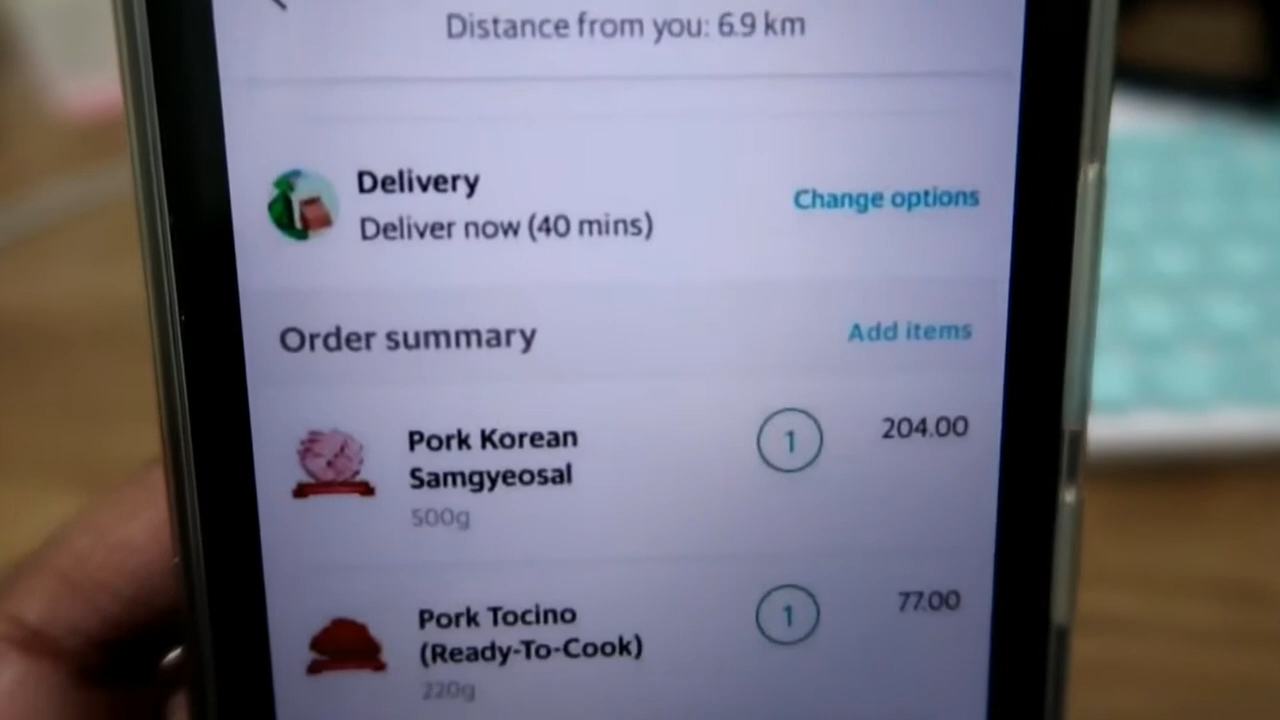 Distance from you: 6.9 km
Delivery
Deliver now (40 mins)
Change options
Order summary
Add items
Pork Korean
Samgyeosal
500g
1
204.00
Pork Tocino
(Ready-To-Cook)
220g
1
77.00